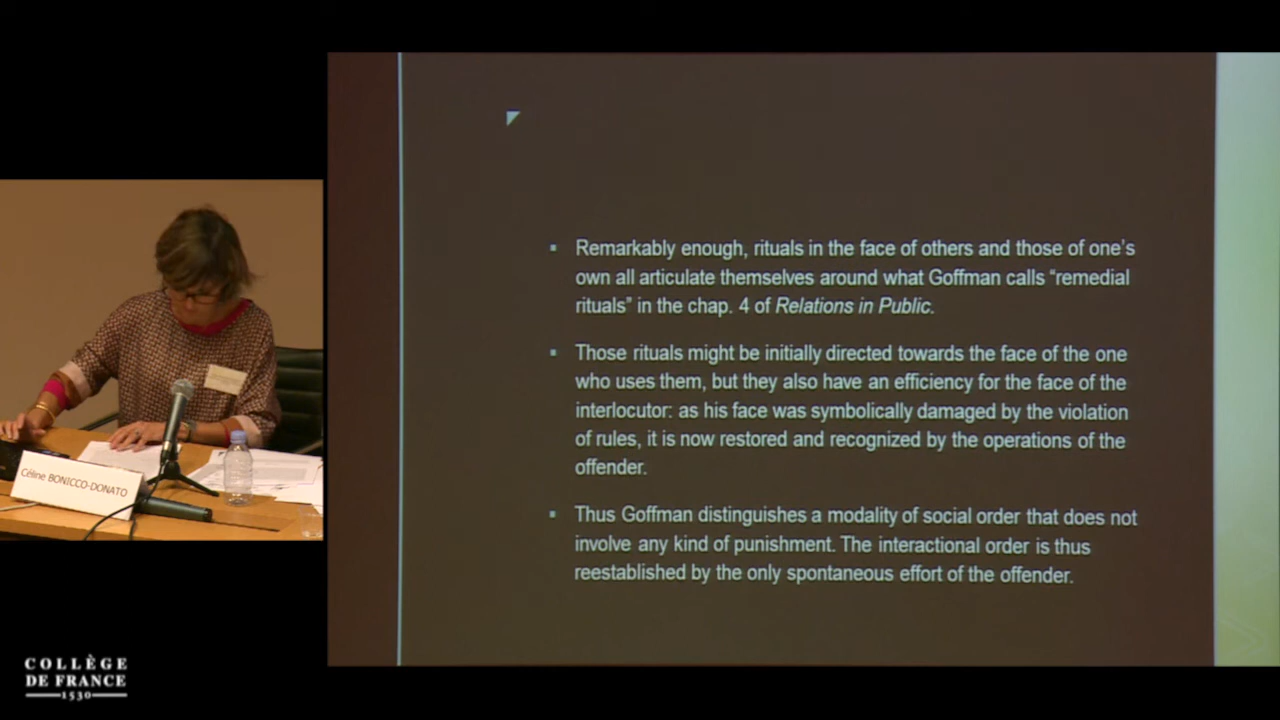 Remarkably enough, rituals in the face of others and those of one's
own all articulate themselves around what Goffman calls “remedial
rituals” in the chap. 4 of Relations in Public.
Those rituals might be initially directed towards the face of the one
who uses them, but they also have an efficiency for the face of the
interlocutor: as his face was symbolically damaged by the violation
of rules, it is now restored and recognized by the operations of the
offender.
Thus Goffman distinguishes a modality of social order that does not
involve any kind of punishment. The interactional order is thus
reestablished by the only spontaneous effort of the offender.
Céline BONICCO-DONATO
COLLÈGE
DE FRANCE
1530